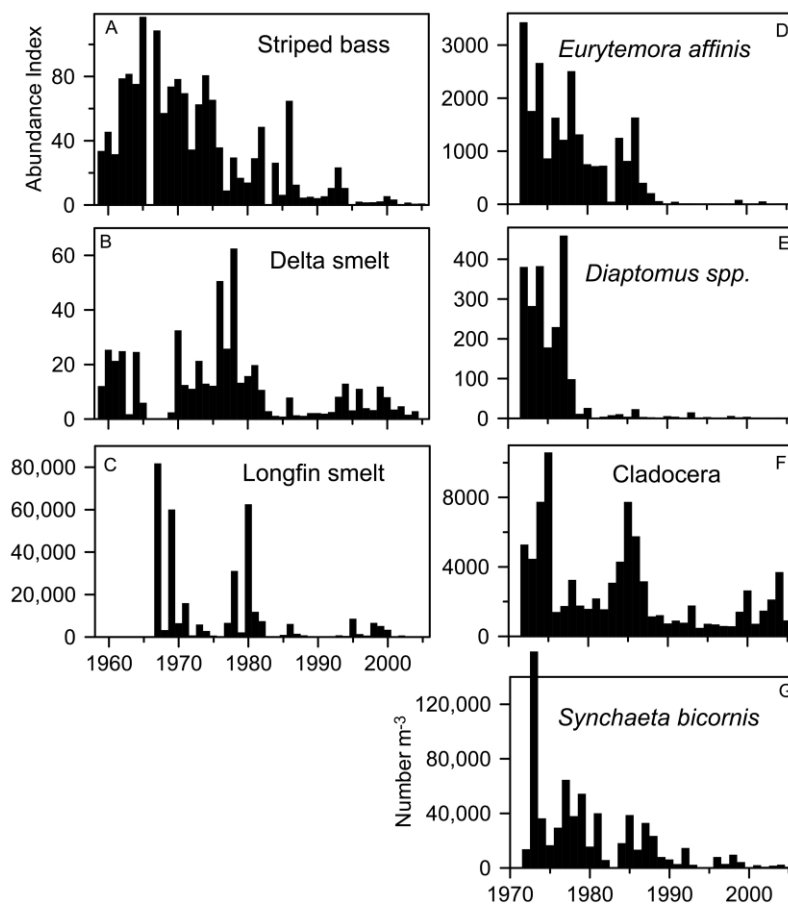 A
Striped bass
Abundance Index
80
40
0
B
Delta smelt
60
40
20
0
C
Longfin smelt
80,000
60,000
40,000
20,000
0
1960 1970 1980 1990 2000
Eurytemora affinis D
3000
2000
1000
0
E
Diaptomus spp.
400
300
200
100
0
Cladocera F
8000
4000
0
G
Synchaeta bicornis
Number m⁻³
120,000
80,000
40,000
0
1970 1980 1990 2000